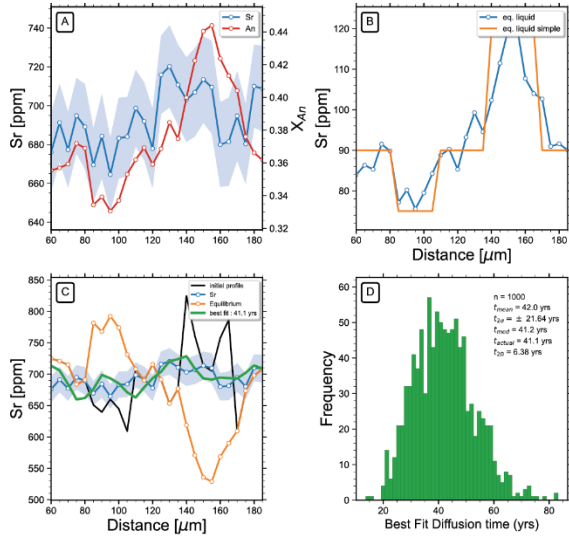 A
Sr
An
740
720
700
680
660
640
Sr [ppm]
0.44
0.42
0.40
0.38
0.36
0.34
0.32
X_An
60 80 100 120 140 160 180
B
eq. liquid
eq. liquid simple
120
110
100
90
80
Sr [ppm]
60 80 100 120 140 160 180
Distance [μm]
C
initial profile
Sr
Equilibrium
best fit : 41.1 yrs
900
850
800
750
700
650
600
550
500
Sr [ppm]
60 80 100 120 140 160 180
Distance [μm]
D
n = 1000
t_mean = 42.0 yrs
t_2σ = ± 21.64 yrs
t_med = 41.2 yrs
t_actual = 41.1 yrs
t_2D = 6.38 yrs
50
40
30
20
10
0
Frequency
20 40 60 80
Best Fit Diffusion time (yrs)